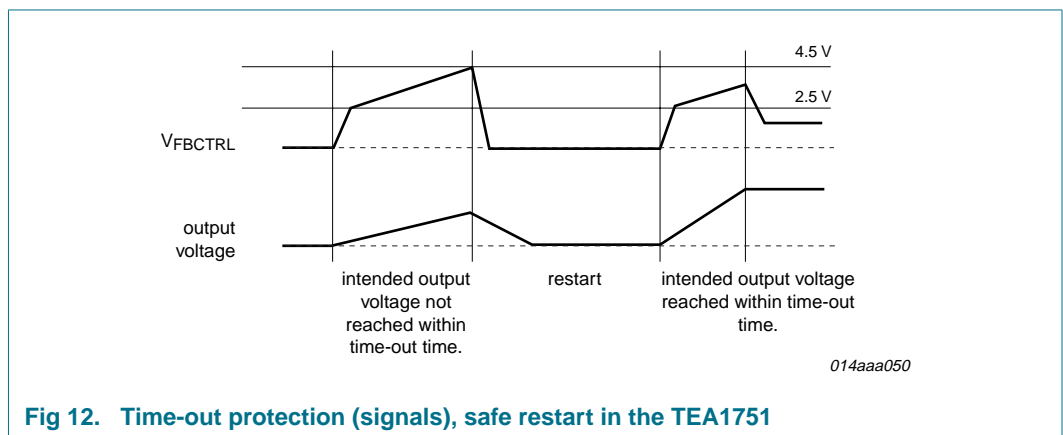 4.5 V
2.5 V
VFBCTRL
output
voltage
intended output
voltage not
reached within
time-out time.
restart
intended output voltage
reached within time-out
time.
014aaa050
Fig 12. Time-out protection (signals), safe restart in the TEA1751